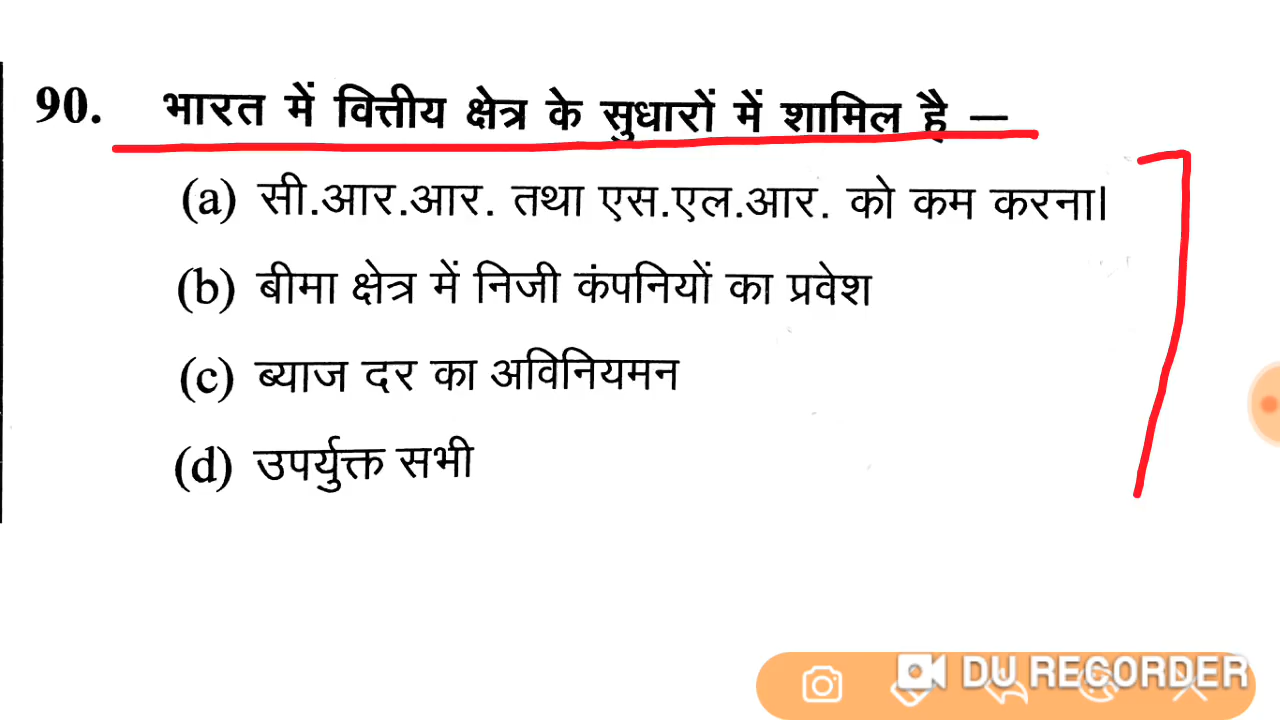 90. भारत में वित्तीय क्षेत्र के सुधारों में शामिल है –
(a) सी.आर.आर. तथा एस.एल.आर. को कम करना।
(b) बीमा क्षेत्र में निजी कंपनियों का प्रवेश
(c) ब्याज दर का अविनियमन
(d) उपर्युक्त सभी
DU RECORDER